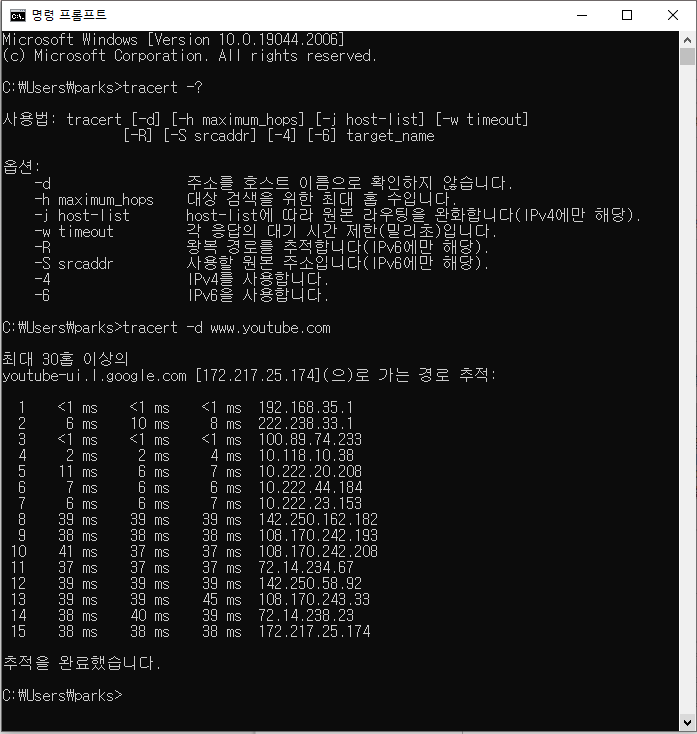 명령 프롬프트
Microsoft Windows [Version 10.0.19044.2006]
(c) Microsoft Corporation. All rights reserved.
C:₩Users₩parks>tracert -?
사용법: tracert [-d] [-h maximum_hops] [-j host-list] [-w timeout]
[-R] [-S srcaddr] [-4] [-6] target_name
옵션:
-d 주소를 호스트 이름으로 확인하지 않습니다.
-h maximum_hops 대상 검색을 위한 최대 홉 수입니다.
-j host-list host-list에 따라 원본 라우팅을 완화합니다(IPv4에만 해당).
-w timeout 각 응답의 대기 시간 제한(밀리초)입니다.
-R 왕복 경로를 추적합니다(IPv6에만 해당).
-S srcaddr 사용할 원본 주소입니다(IPv6에만 해당).
-4 IPv4를 사용합니다.
-6 IPv6을 사용합니다.
C:₩Users₩parks>tracert -d www.youtube.com
최대 30홉 이상의
youtube-ui.l.google.com [172.217.25.174](으)로 가는 경로 추적:
1 <1 ms <1 ms <1 ms 192.168.35.1
2 6 ms 10 ms 8 ms 222.238.33.1
3 <1 ms <1 ms <1 ms 100.89.74.233
4 2 ms 2 ms 4 ms 10.118.10.38
5 11 ms 6 ms 7 ms 10.222.20.208
6 7 ms 6 ms 6 ms 10.222.44.184
7 6 ms 6 ms 7 ms 10.222.23.153
8 39 ms 39 ms 39 ms 142.250.162.182
9 38 ms 38 ms 38 ms 108.170.242.193
10 41 ms 37 ms 37 ms 108.170.242.208
11 37 ms 37 ms 37 ms 72.14.234.67
12 39 ms 39 ms 39 ms 142.250.58.92
13 39 ms 39 ms 45 ms 108.170.243.33
14 38 ms 40 ms 39 ms 72.14.238.23
15 38 ms 38 ms 38 ms 172.217.25.174
추적을 완료했습니다.
C:₩Users₩parks>